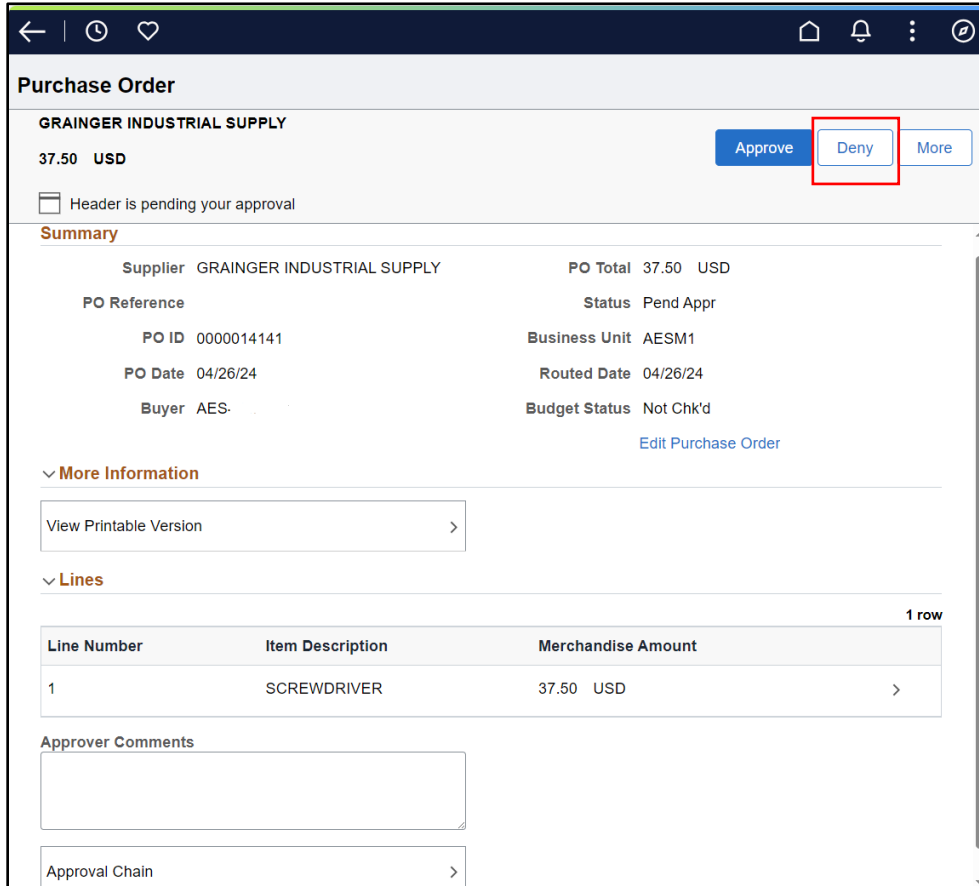 Purchase Order
GRAINGER INDUSTRIAL SUPPLY
37.50 USD
Approve Deny More
Header is pending your approval
Summary
Supplier GRAINGER INDUSTRIAL SUPPLY PO Total 37.50 USD
PO Reference Status Pend Appr
PO ID 0000014141 Business Unit AESM1
PO Date 04/26/24 Routed Date 04/26/24
Buyer AES- Budget Status Not Chk'd
Edit Purchase Order
More Information
View Printable Version
Lines
1 row
Line Number Item Description Merchandise Amount
1 SCREWDRIVER 37.50 USD
Approver Comments
Approval Chain